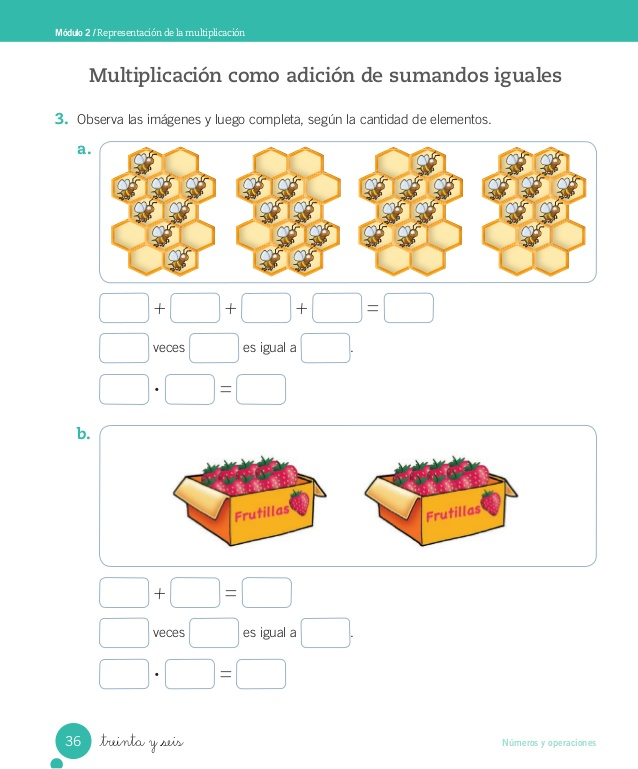 Módulo 2 / Representación de la multiplicación
Multiplicación como adición de sumandos iguales
3. Observa las imágenes y luego completa, según la cantidad de elementos.
a.
+ + + =
veces es igual a .
· =
b.
Frutillas Frutillas
+ =
veces es igual a .
· =
36 treinta y seis Números y operaciones